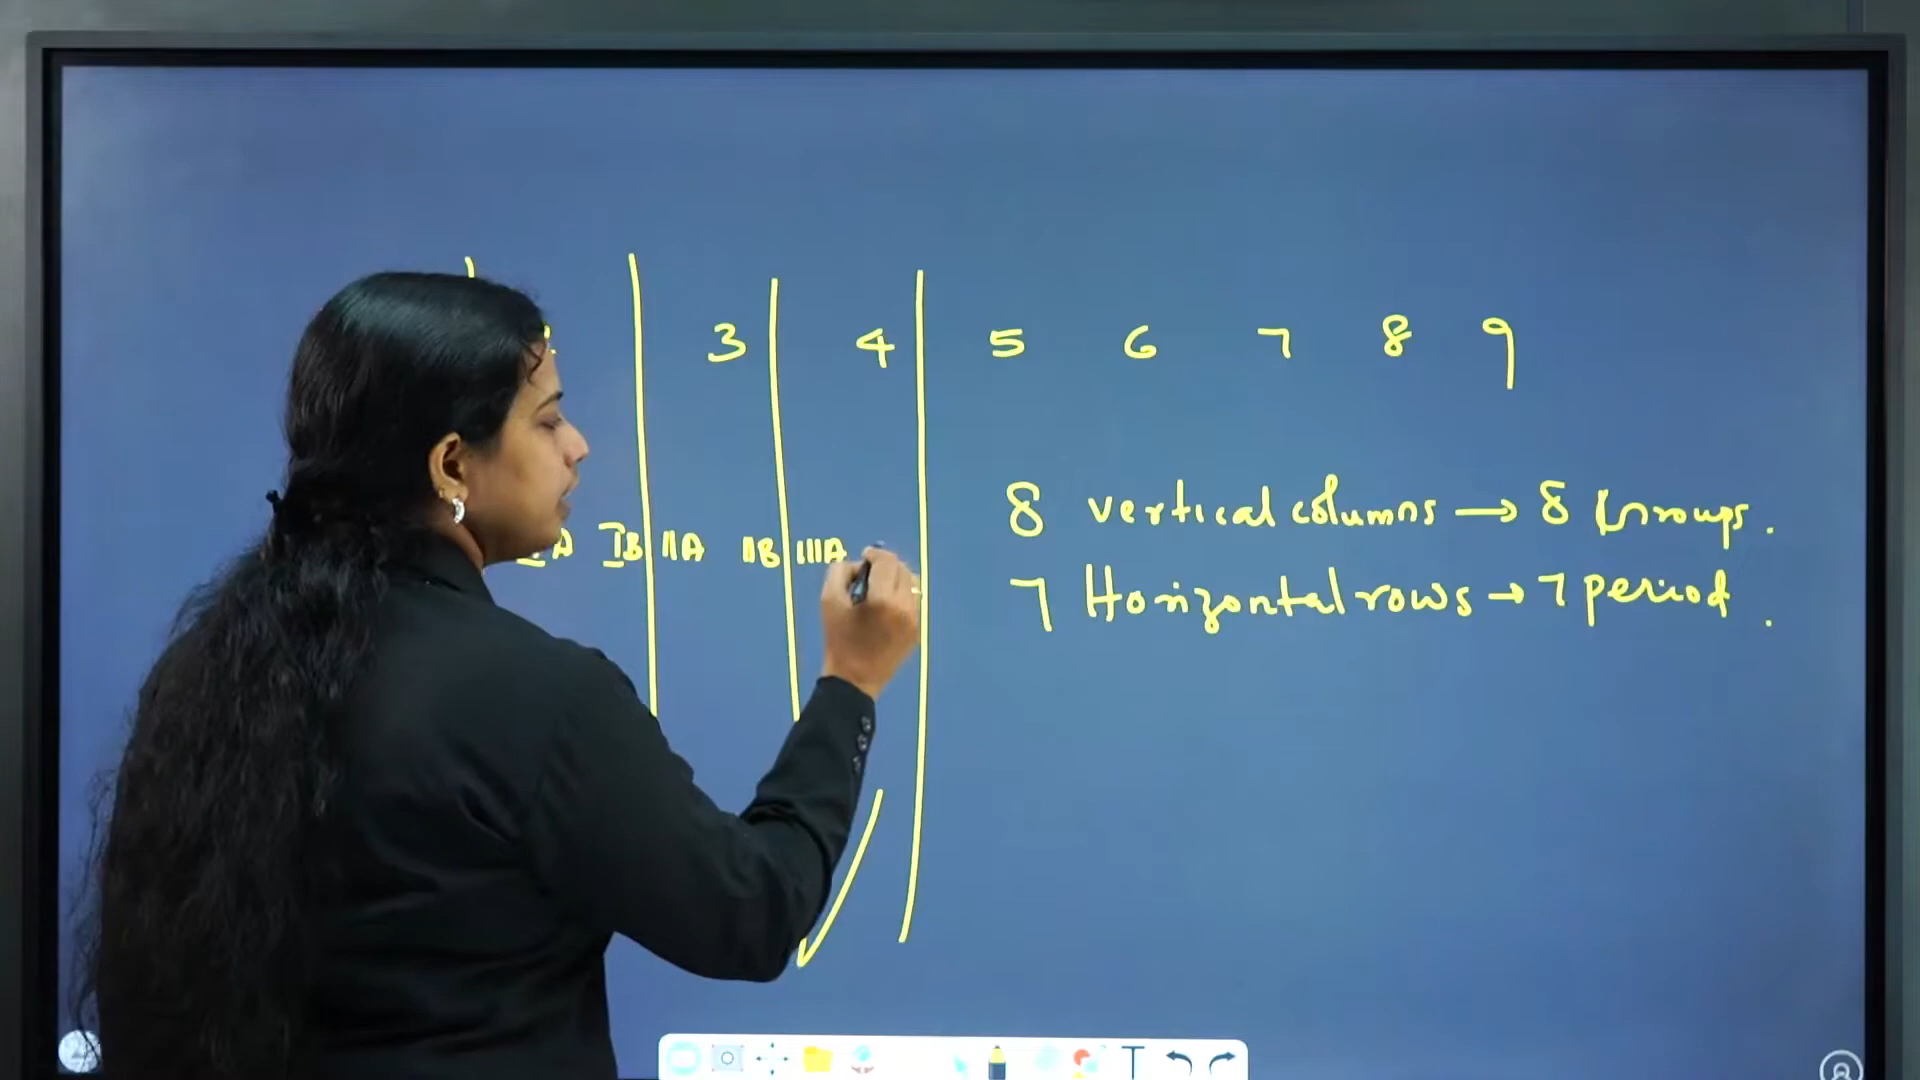 3 4 5 6 7 8 9
IB IIA IIB IIIA
8 vertical columns → 8 Groups.
7 Horizontal rows → 7 period.
T